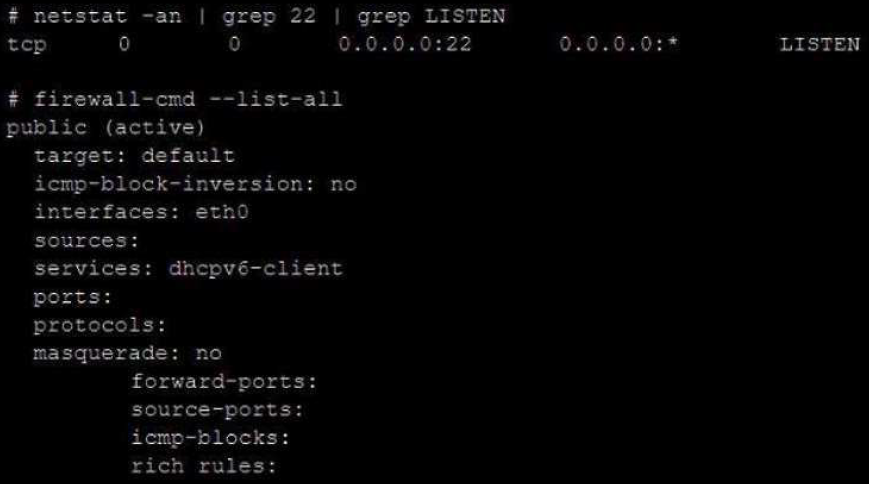 # netstat -an | grep 22 | grep LISTEN
tcp 0 0 0.0.0.0:22 0.0.0.0:* LISTEN
# firewall-cmd --list-all
public (active)
target: default
icmp-block-inversion: no
interfaces: eth0
sources:
services: dhcpv6-client
ports:
protocols:
masquerade: no
forward-ports:
source-ports:
icmp-blocks:
rich rules: